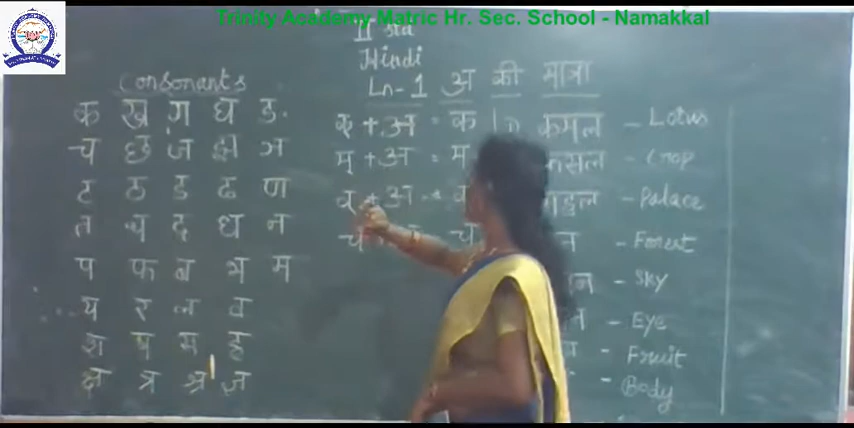 Trinity Academy Matric Hr. Sec. School - Namakkal
II Std
Hindi
Ln-1 अ की मात्रा
Consonants
क ख ग घ ङ
च छ ज झ ञ
ट ठ ड ढ ण
त थ द ध न
प फ ब भ म
य र ल व
श ष स ह
क्ष त्र श्र ज्ञ
क् + अ = क
म् + अ = म
व् + अ = व
च
कमल - Lotus
फसल - Crop
- Palace
- Forest
- Sky
- Eye
- Fruit
- Body